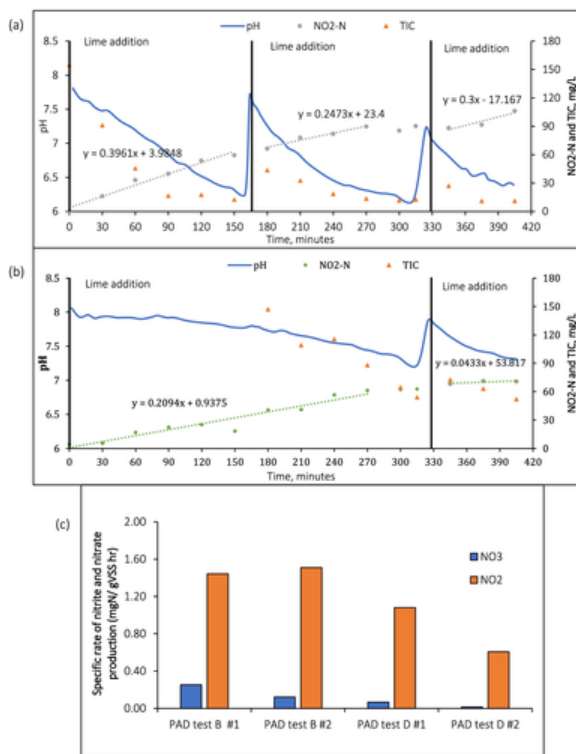 (a)
Lime addition
pH
NO2-N
TIC
Lime addition
Lime addition
8.5
8
7.5
7
6.5
6
pH
180
150
120
90
60
30
0
NO2-N and TIC, mg/L
0.3961x + 3.9848
0.2473x + 23.4
0.3x - 17.167
0 30 60 90 120 150 180 210 240 270 300 330 360 390 420
Time, minutes
(b)
Lime addition
pH
NO2-N
TIC
Lime addition
8.5
8
7.5
7
6.5
6
pH
180
150
120
90
60
30
0
NO2-N and TIC, mg/L
0.2094x + 0.9375
0.0433x + 53.817
0 30 60 90 120 150 180 210 240 270 300 330 360 390 420
Time, minutes
(c)
Specific rate of nitrite and nitrate
production (mgN/ gVSS hr)
2.00
1.60
1.20
0.80
0.40
0.00
NO3
NO2
PAD test B #1 PAD test B #2 PAD test D #1 PAD test D #2